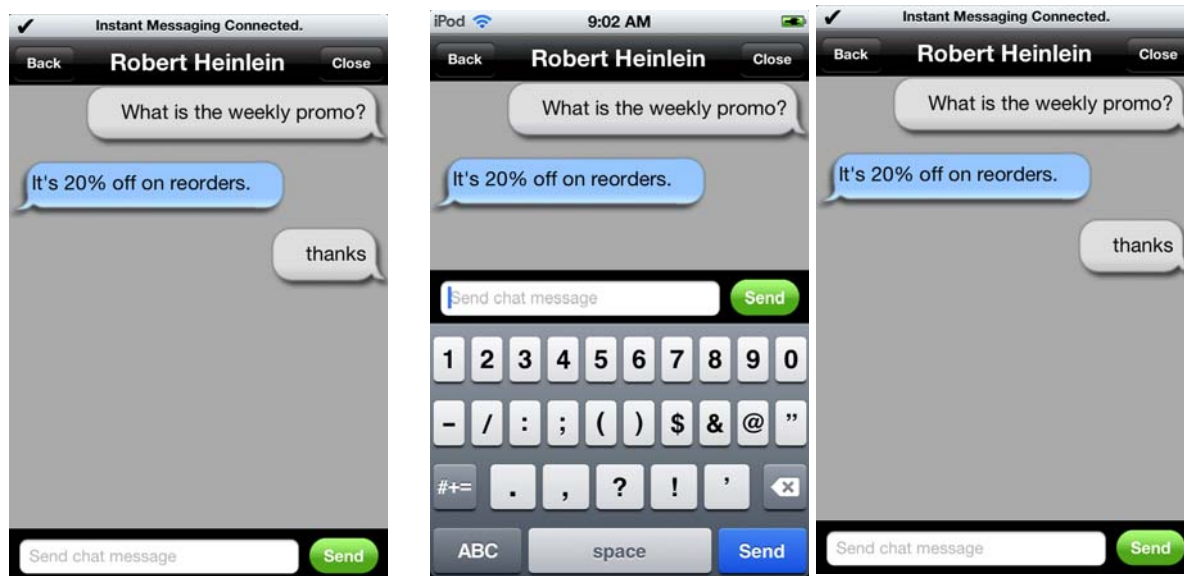 ✔ Instant Messaging Connected.
Back Robert Heinlein Close
What is the weekly promo?
It's 20% off on reorders.
thanks
Send chat message Send
iPod 9:02 AM
Back Robert Heinlein Close
What is the weekly promo?
It's 20% off on reorders.
Send chat message Send
1 2 3 4 5 6 7 8 9 0
- / : ; ( ) $ & @ ”
#+= . , ? ! ’
ABC space Send
✔ Instant Messaging Connected.
Back Robert Heinlein Close
What is the weekly promo?
It's 20% off on reorders.
thanks
Send chat message Send